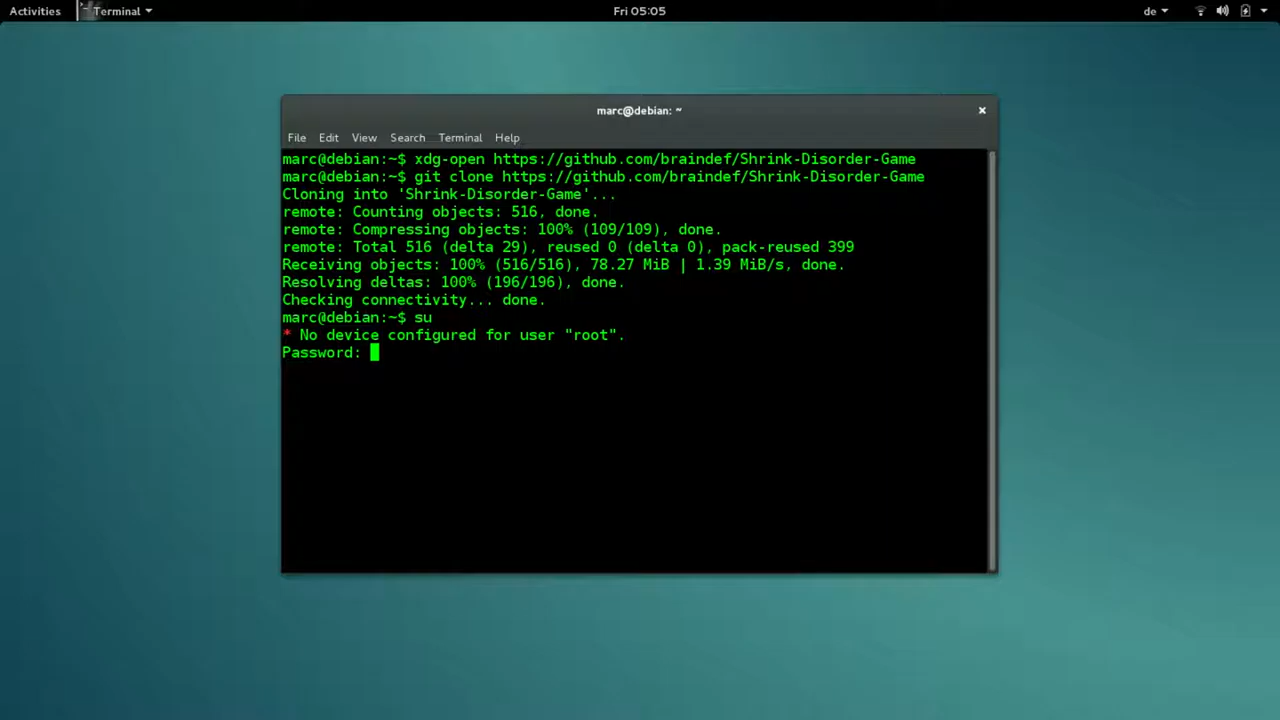 Activities Terminal Fri 05:05 de
marc@debian: ~
File Edit View Search Terminal Help
marc@debian:~$ xdg-open https://github.com/braindef/Shrink-Disorder-Game
marc@debian:~$ git clone https://github.com/braindef/Shrink-Disorder-Game
Cloning into 'Shrink-Disorder-Game'...
remote: Counting objects: 516, done.
remote: Compressing objects: 100% (109/109), done.
remote: Total 516 (delta 29), reused 0 (delta 0), pack-reused 399
Receiving objects: 100% (516/516), 78.27 MiB | 1.39 MiB/s, done.
Resolving deltas: 100% (196/196), done.
Checking connectivity... done.
marc@debian:~$ su
* No device configured for user "root".
Password: